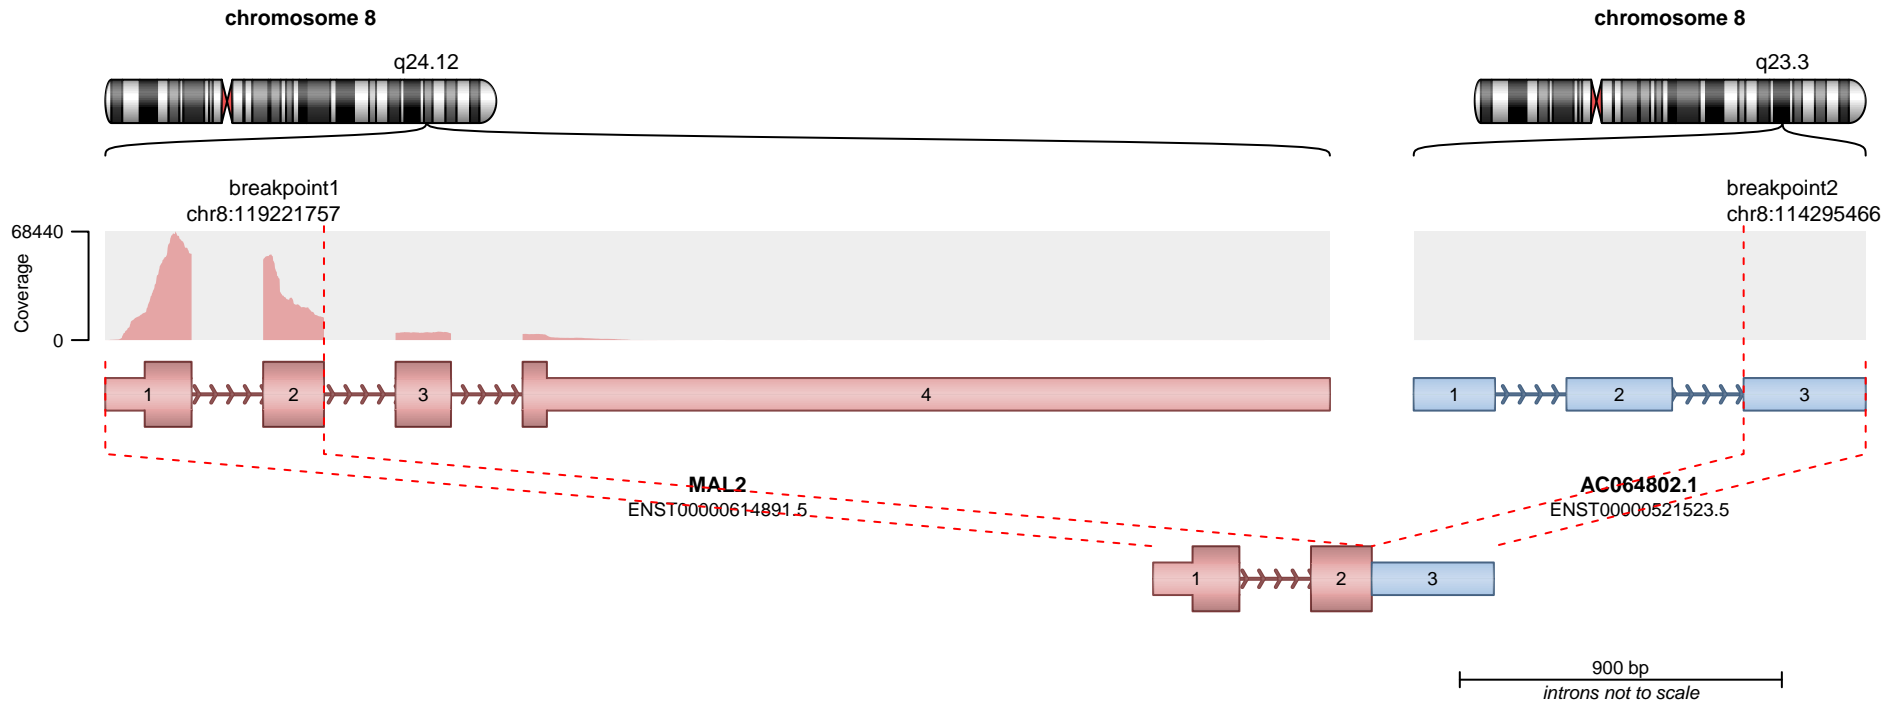 chromosome 8
chromosome 8
q24.12
q23.3
breakpoint1
chr8:119221757
breakpoint2
chr8:114295466
68440
Coverage
0
1
2
3
4
1
2
3
MAL2
ENST00000614891.5
AC064802.1
ENST00000521523.5
1
2
3
900 bp
introns not to scale